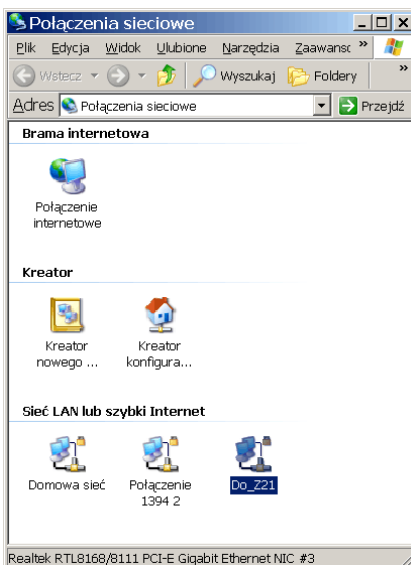 Połączenia sieciowe
Plik Edycja Widok Ulubione Narzędzia Zaawansc »
Wstecz Wyszukaj Foldery »
Adres Połączenia sieciowe Przejdź
Brama internetowa
Połączenie
internetowe
Kreator
Kreator
nowego ...
Kreator
konfigura...
Sieć LAN lub szybki Internet
Domowa sieć
Połączenie
1394 2
Do_Z21
Realtek RTL8168/8111 PCI-E Gigabit Ethernet NIC #3